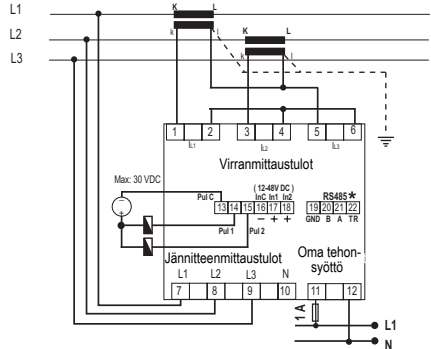 L1
L2
L3
K L
k l
K L
k l
1 2 3 4 5 6
IL1 IL2 IL3
Virranmittaustulot
Max: 30 VDC
( 12-48V DC )
Pul C InC In1 In2 RS485*
13 14 15 16 17 18 19 20 21 22
− + + GND B A 21 TR
Pul 1 Pul 2
Jännitteenmittaustulot
Oma tehon-
syöttö
L1 L2 L3 N
7 8 9 10 11 12
1 A
L1
N